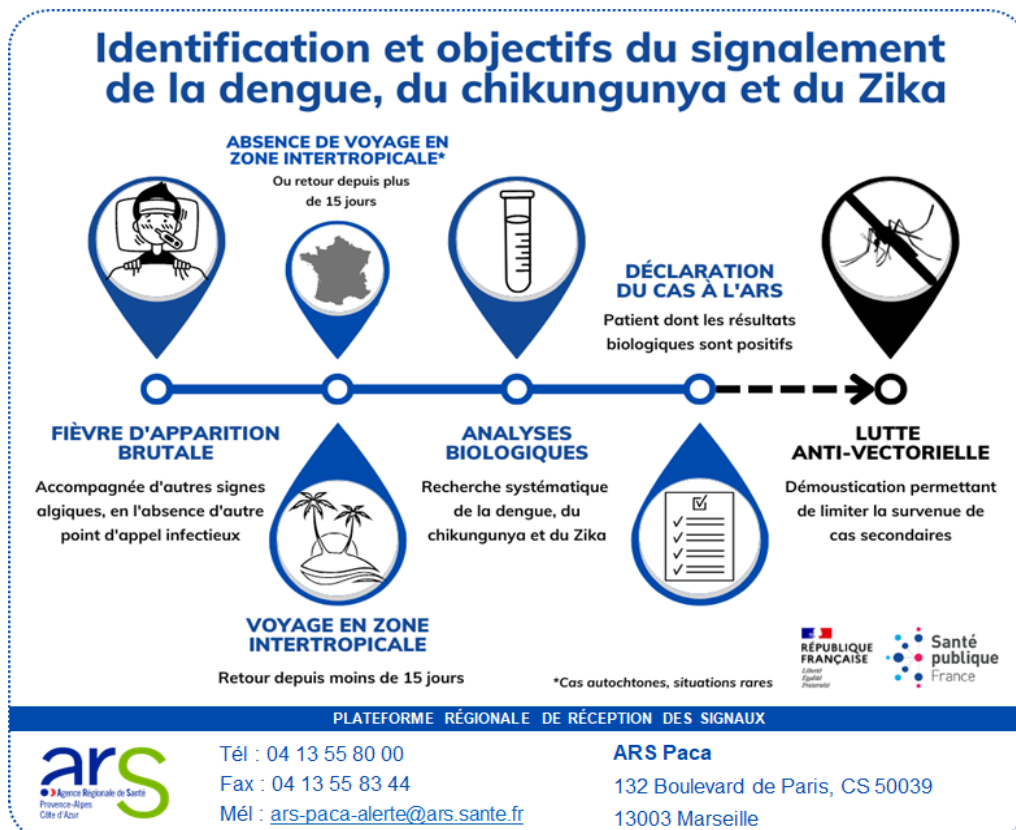 Identification et objectifs du signalement
de la dengue, du chikungunya et du Zika
ABSENCE DE VOYAGE EN
ZONE INTERTROPICALE*
Ou retour depuis plus
de 15 jours
DÉCLARATION
DU CAS À L'ARS
Patient dont les résultats
biologiques sont positifs
FIÈVRE D'APPARITION
BRUTALE
Accompagnée d'autres signes
algiques, en l'absence d'autre
point d'appel infectieux
ANALYSES
BIOLOGIQUES
Recherche systématique
de la dengue, du
chikungunya et du Zika
LUTTE
ANTI-VECTORIELLE
Démoustication permettant
de limiter la survenue de
cas secondaires
VOYAGE EN ZONE
INTERTROPICALE
Retour depuis moins de 15 jours
*Cas autochtones, situations rares
RÉPUBLIQUE
FRANÇAISE
Liberté
Égalité
Fraternité
Santé
publique
France
PLATEFORME RÉGIONALE DE RÉCEPTION DES SIGNAUX
ars
Agence Régionale de Santé
Provence-Alpes
Côte d'Azur
Tél : 04 13 55 80 00
Fax : 04 13 55 83 44
Mél : ars-paca-alerte@ars.sante.fr
ARS Paca
132 Boulevard de Paris, CS 50039
13003 Marseille